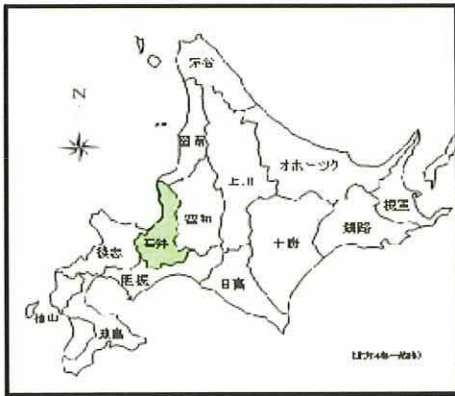 宗谷
N
留萌
上川
オホーツク
空知
根室
釧路
石狩
十勝
後志
胆振
日高
檜山
渡島